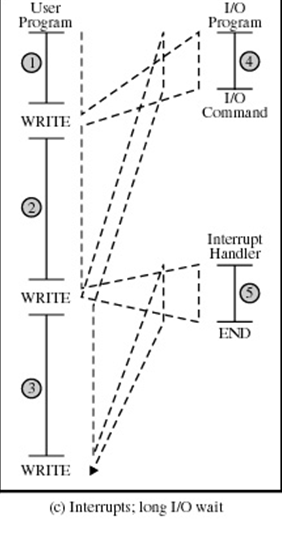 User
Program
I/O
Program
1
4
I/O
Command
WRITE
2
Interrupt
Handler
WRITE
5
END
3
WRITE
(c) Interrupts; long I/O wait